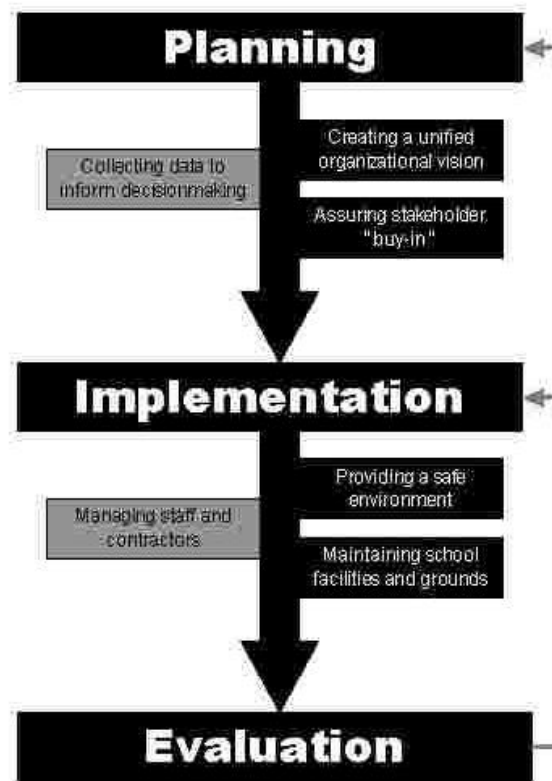 Planning
Creating a unified
organizational vision
Collecting data to
inform decisionmaking
Assuring stakeholder
"buy-in"
Implementation
Providing a safe
environment
Managing staff and
contractors
Maintaining school
facilities and grounds
Evaluation